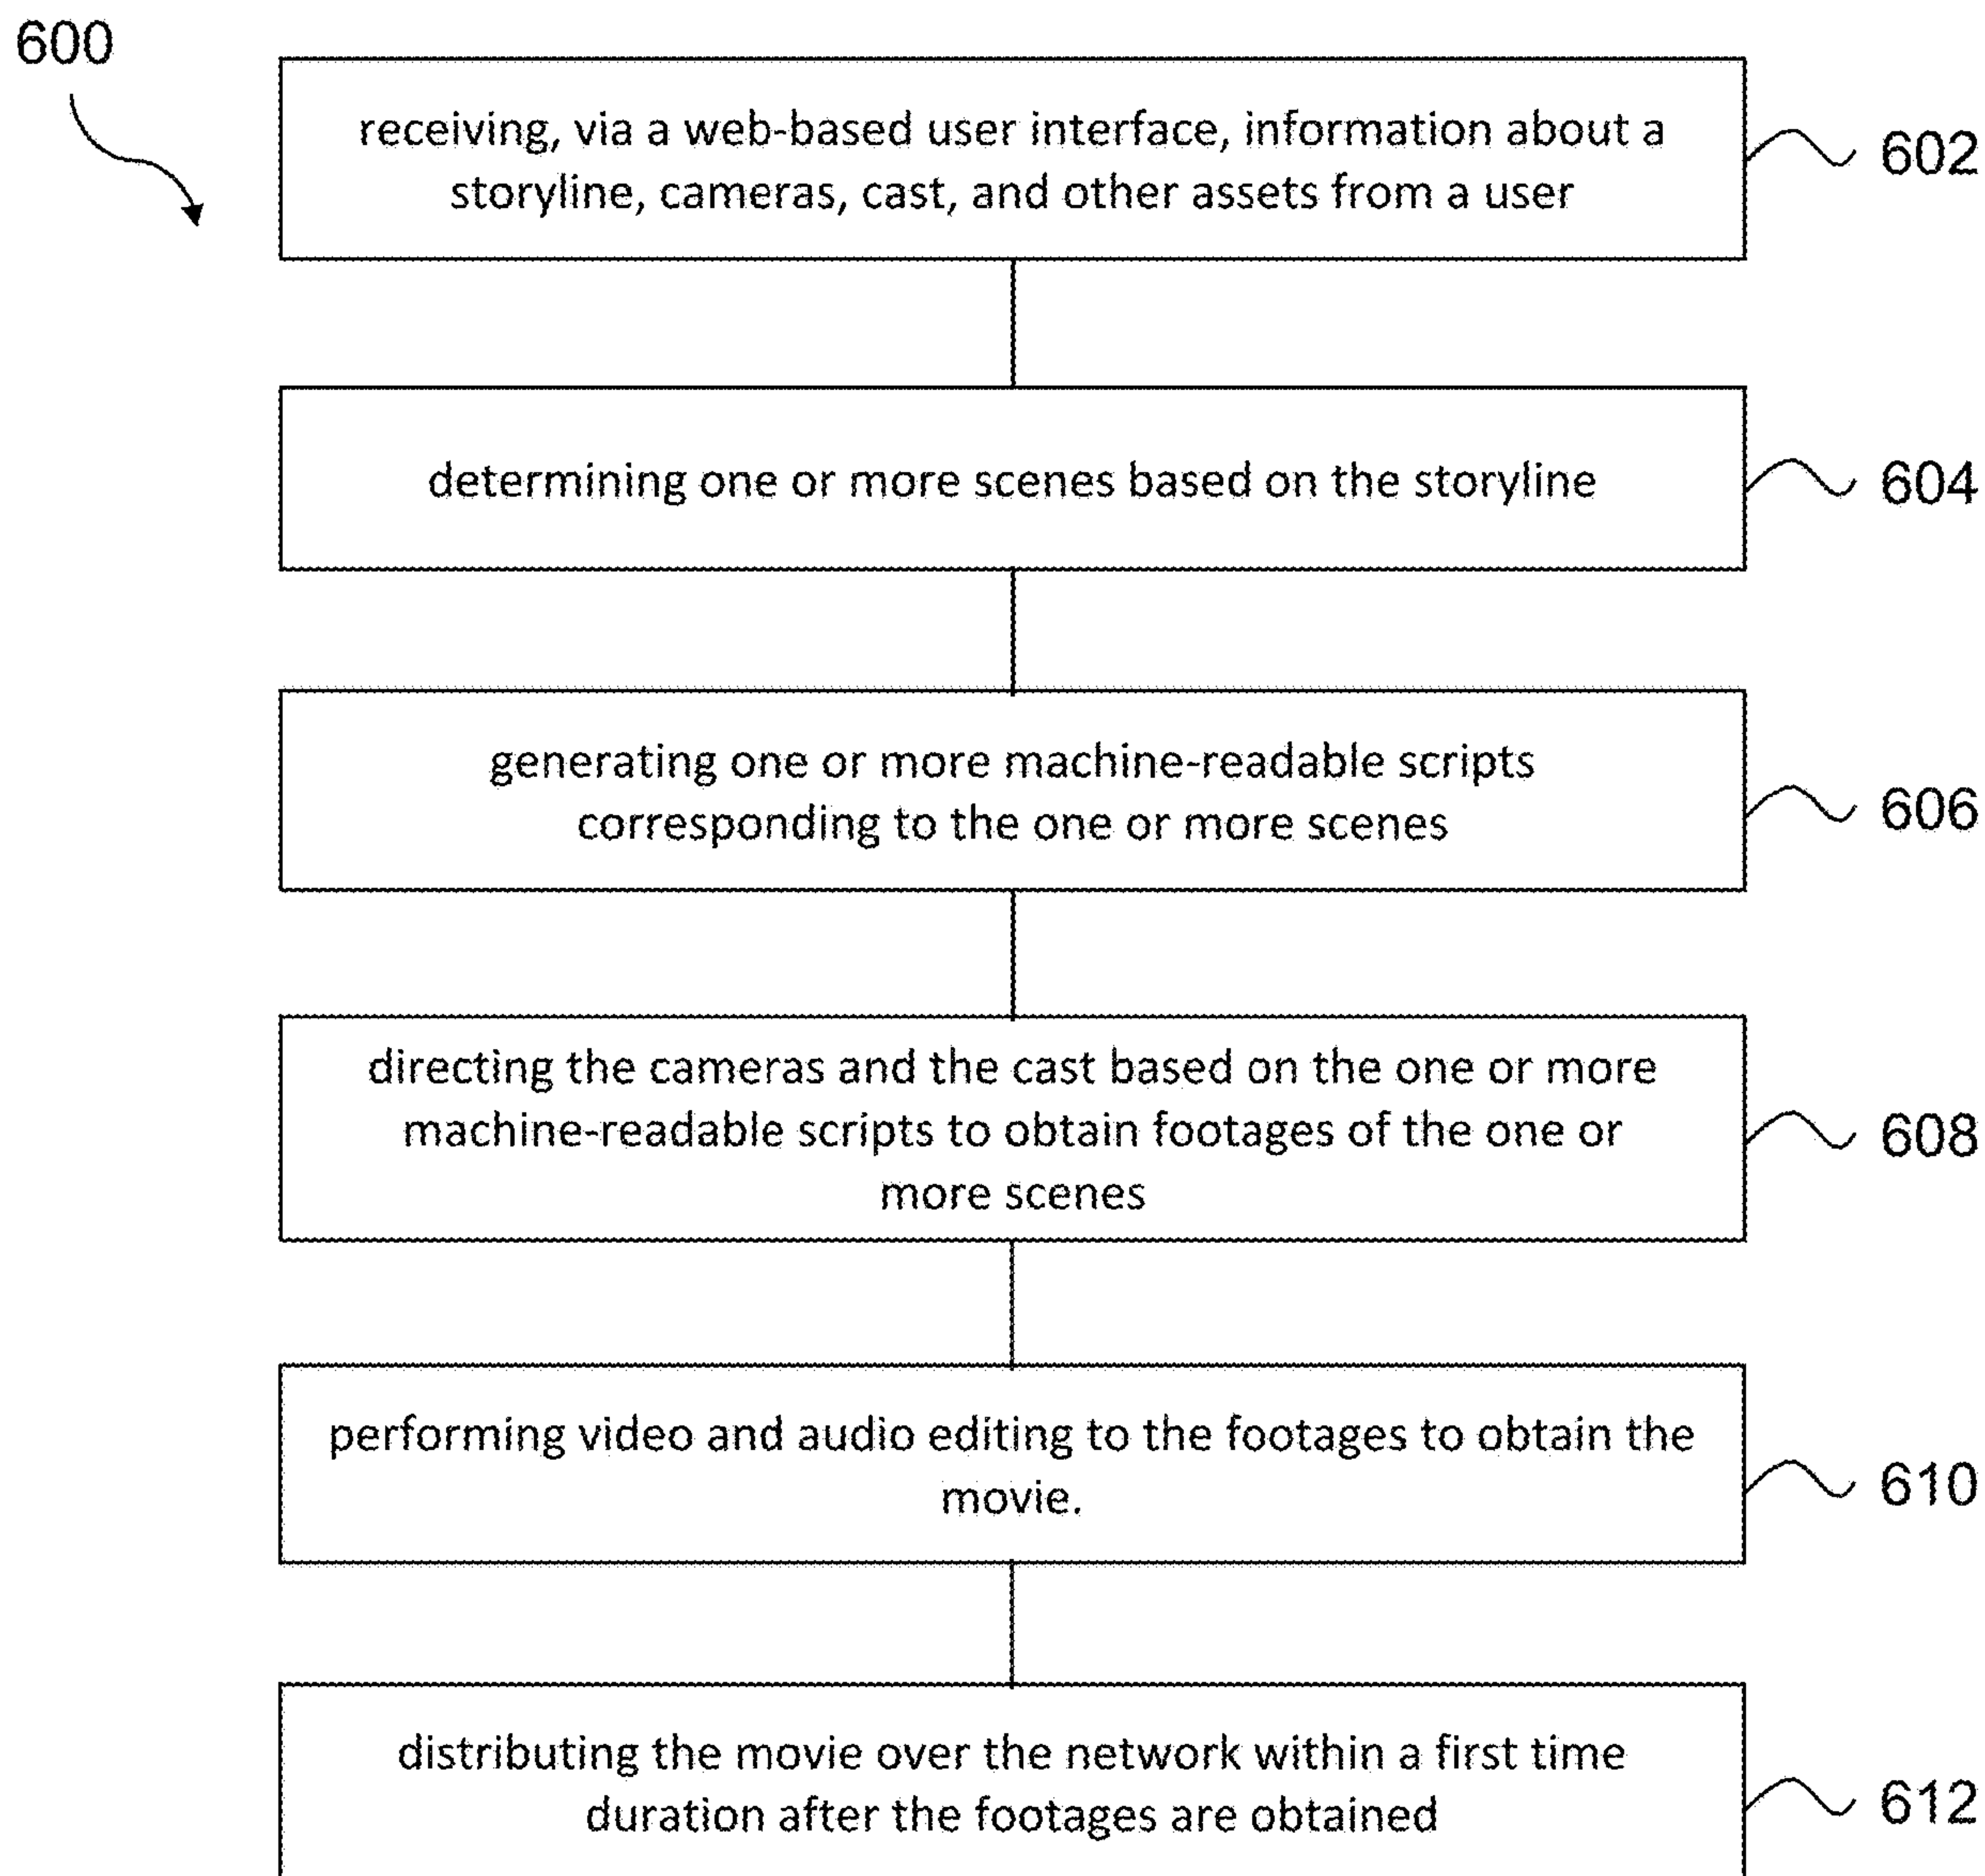 600
receiving, via a web-based user interface, information about a
storyline, cameras, cast, and other assets from a user
602
determining one or more scenes based on the storyline
604
generating one or more machine-readable scripts
corresponding to the one or more scenes
606
directing the cameras and the cast based on the one or more
machine-readable scripts to obtain footages of the one or
more scenes
608
performing video and audio editing to the footages to obtain the
movie.
610
distributing the movie over the network within a first time
duration after the footages are obtained
612